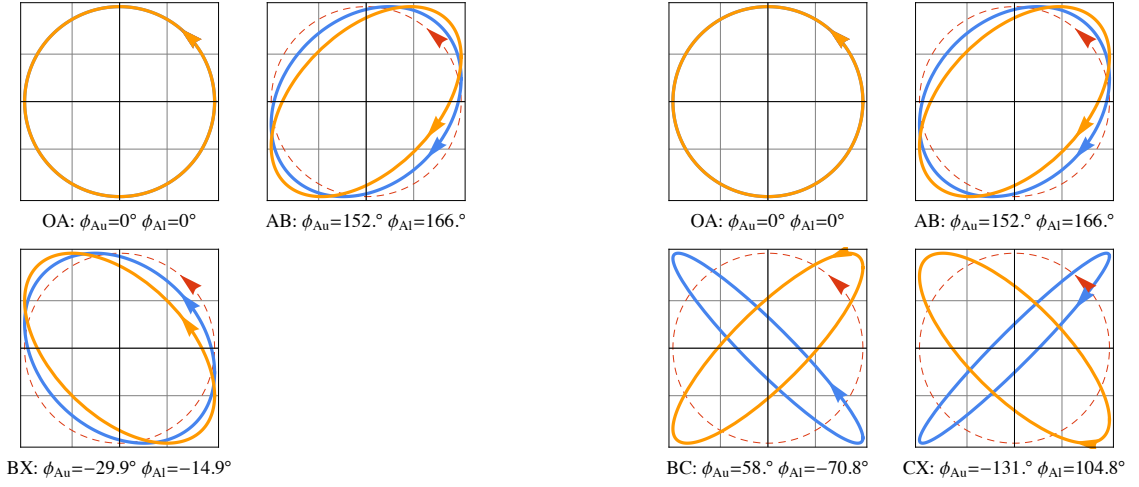 OA: ϕAu=0° ϕAl=0°
AB: ϕAu=152.° ϕAl=166.°
OA: ϕAu=0° ϕAl=0°
AB: ϕAu=152.° ϕAl=166.°
BX: ϕAu=−29.9° ϕAl=−14.9°
BC: ϕAu=58.° ϕAl=−70.8°
CX: ϕAu=−131.° ϕAl=104.8°